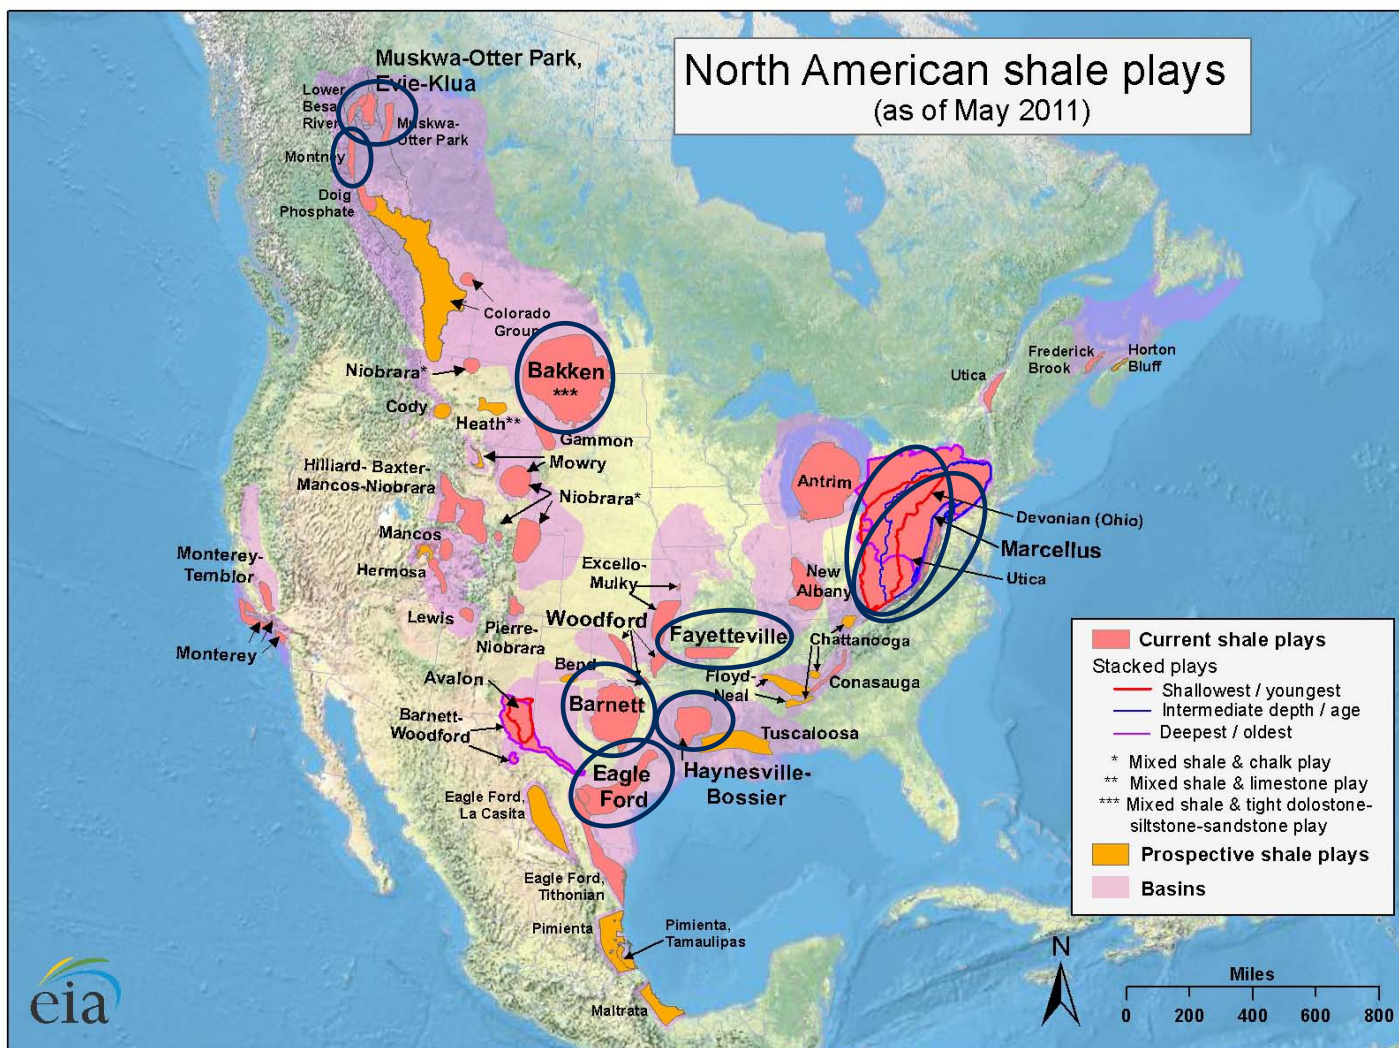 North American shale plays
(as of May 2011)
Muskwa-Otter Park,
Evie-Klua
Lower
Besa
River
Muskwa-
Otter Park
Montney
Doig
Phosphate
Colorado
Group
Niobrara*
Bakken
***
Cody
Heath**
Gammon
Mowry
Hilliard- Baxter-
Mancos-Niobrara
Niobrara*
Mancos
Hermosa
Monterey-
Temblor
Monterey
Lewis
Pierre-
Niobrara
Excello-
Mulky
Woodford
Fayetteville
Bend
Avalon
Barnett-
Woodford
Barnett
Eagle
Ford
Haynesville-
Bossier
Tuscaloosa
Floyd-
Neal
Conasauga
Chattanooga
New
Albany
Antrim
Devonian (Ohio)
Marcellus
Utica
Utica
Frederick
Brook
Horton
Bluff
Eagle Ford,
La Casita
Eagle Ford,
Tithonian
Pimienta
Pimienta,
Tamaulipas
Maltrata
Current shale plays
Stacked plays
Shallowest / youngest
Intermediate depth / age
Deepest / oldest
* Mixed shale & chalk play
** Mixed shale & limestone play
*** Mixed shale & tight dolostone-
siltstone-sandstone play
Prospective shale plays
Basins
N
Miles
0 200 400 600 800
eia